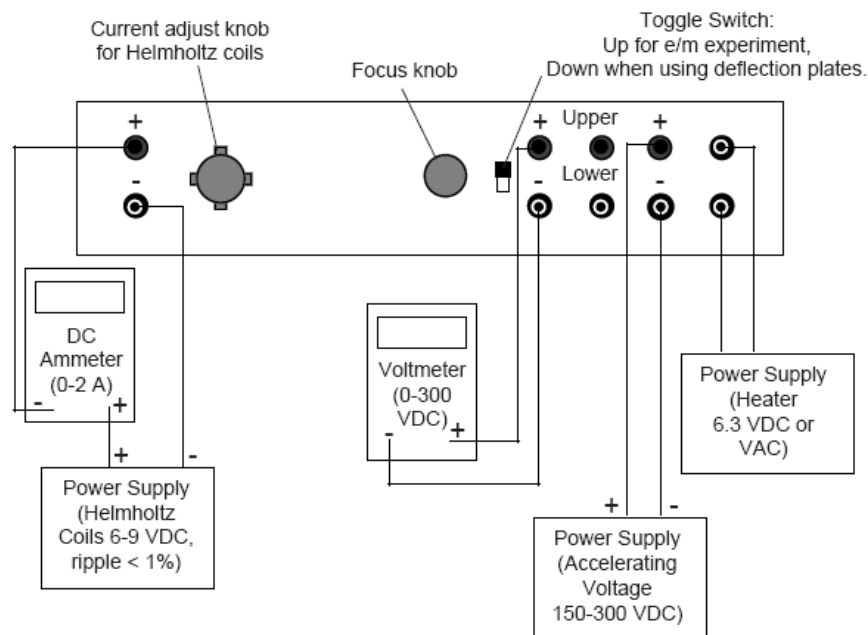 Current adjust knob
for Helmholtz coils
Focus knob
Toggle Switch:
Up for e/m experiment,
Down when using deflection plates.
+
-
+
-
Upper
Lower
+
-
DC
Ammeter
(0-2 A)
-
+
+
-
Power Supply
(Helmholtz
Coils 6-9 VDC,
ripple < 1%)
Voltmeter
(0-300
VDC)
-
+
+
-
Power Supply
(Accelerating
Voltage
150-300 VDC)
Power Supply
(Heater
6.3 VDC or
VAC)